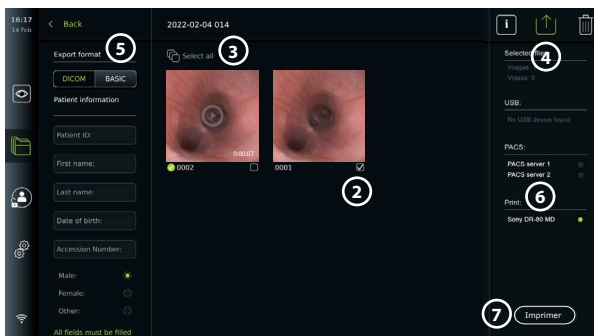 16:17
14 Feb
Back
2022-02-04 014
i
Export format
5
DICOM
BASIC
Patient information
Patient ID:
First name:
Last name:
Date of birth:
Accession Number:
Male:
Female:
Other:
All fields must be filled
Select all
3
0:00:07
0002
0001
2
Selected files
4
Images:
Videos: 0
USB:
No USB device found
PACS:
PACS server 1
PACS server 2
6
Print:
Sony DR-80 MD
7
Imprimer